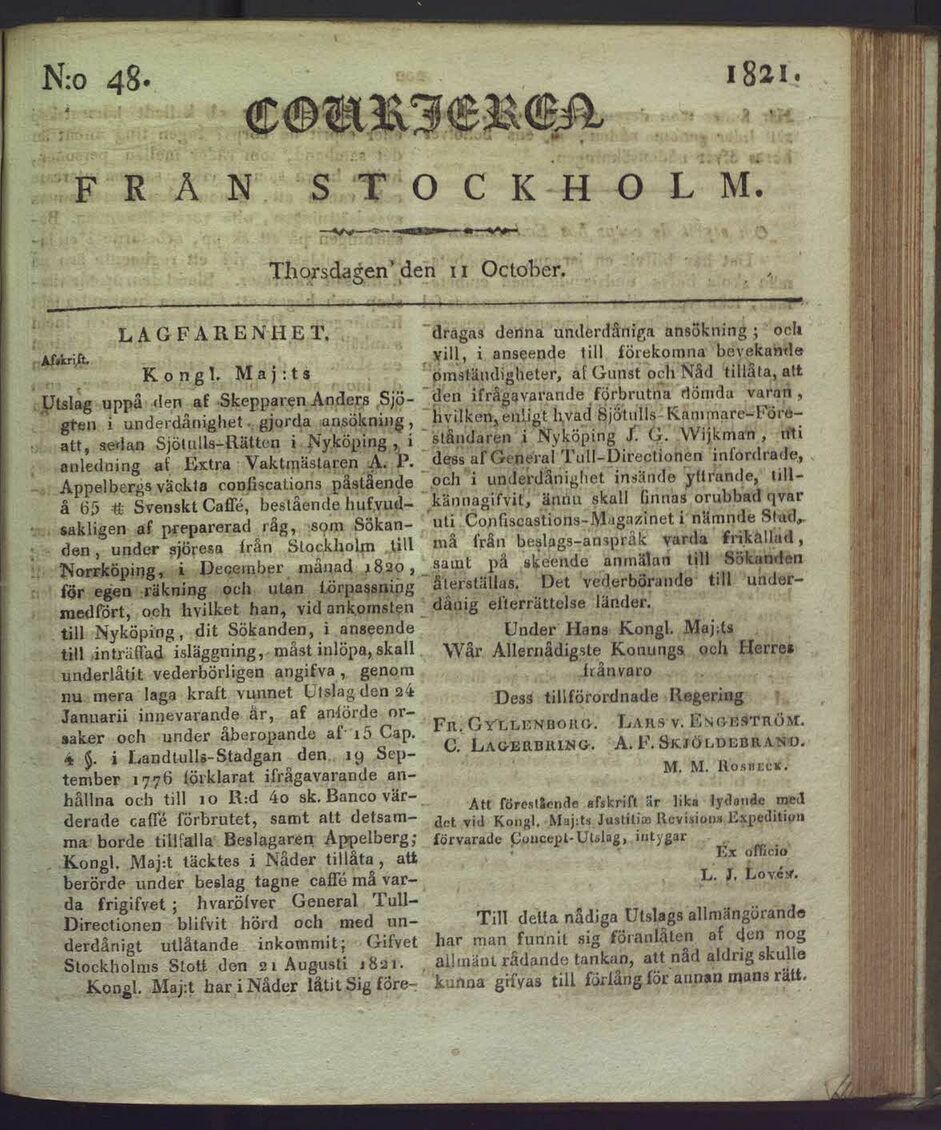 N:o 48.
1821.
COURIEREN
FRÅN STOCKHOLM.
Thorsdagen den 11 October.
LAGFARENHET.
Afskrift.
Kongl. Maj:ts
Utslag uppå den af Skepparen Anders Sjö-
gren i underdånighet gjorda ansökning,
att, sedan Sjötulls-Rätten i Nyköping, i
anledning af Extra Vaktmästaren A. P.
Appelbergs väckta confiscations påstående
å 65 ℔ Svenskt Caffé, bestående hufvud-
sakligen af preparerad råg, som Sökan-
den, under sjöresa från Stockholm till
Norrköping, i December månad 1820,
för egen räkning och utan förpassning
medfört, och hvilket han, vid ankomsten
till Nyköping, dit Sökanden, i anseende
till inträffad isläggning, måst inlöpa, skall
underlåtit vederbörligen angifva, genom
nu mera laga kraft vunnet Utslag den 24
Januarii innevarande år, af anförde or-
saker och under åberopande af 15 Cap.
4 §. i Landtulls-Stadgan den 19 Sep-
tember 1776 förklarat ifrågavarande an-
hållna och till 10 R:d 40 sk. Banco vär-
derade caffé förbrutet, samt att detsam-
ma borde tillfalla Beslagaren Appelberg;
Kongl. Maj:t täcktes i Nåder tillåta, att
berörde under beslag tagne caffé må var-
da frigifvet; hvaröfver General Tull-
Directionen blifvit hörd och med un-
derdånigt utlåtande inkommit; Gifvet
Stockholms Slott den 21 Augusti 1821.
Kongl. Maj:t har i Nåder låtit Sig före-
dragas denna underdåniga ansökning; och
vill, i anseende till förekomna bevekande
omständigheter, af Gunst och Nåd tillåta, att
den ifrågavarande förbrutna dömda varan,
hvilken, enligt hvad Sjötulls-Kammare-Före-
ståndaren i Nyköping J. G. Wijkman, uti
dess af General Tull-Directionen infordrade,
och i underdånighet insände yttrande, till-
kännagifvit, ännu skall finnas orubbad qvar
uti Confiscastions-Magazinet i nämnde Stad,
må från beslags-anspråk varda frikallad,
samt på skeende anmälan till Sökanden
återställas. Det vederbörande till under-
dånig efterrättelse länder.
Under Hans Kongl. Maj:ts
Wår Allernådigste Konungs och Herres
frånvaro
Dess tillförordnade Regering
FR. GYLLENBORG. LARS v. ENGESTRÖM.
C. LAGERBRING. A. F. SKJÖLDEBRAND.
M. M. ROSBECK.
Att förestående afskrift är lika lydande med
det vid Kongl. Maj:ts Justitiæ Revisions Expedition
förvarade Concept-Utslag, intygar
Ex officio
L. J. LOVÉN.
Till detta nådiga Utslags allmängörande
har man funnit sig föranlåten af den nog
allmänt rådande tankan, att nåd aldrig skulle
kunna gifvas till förfång för annan mans rätt.